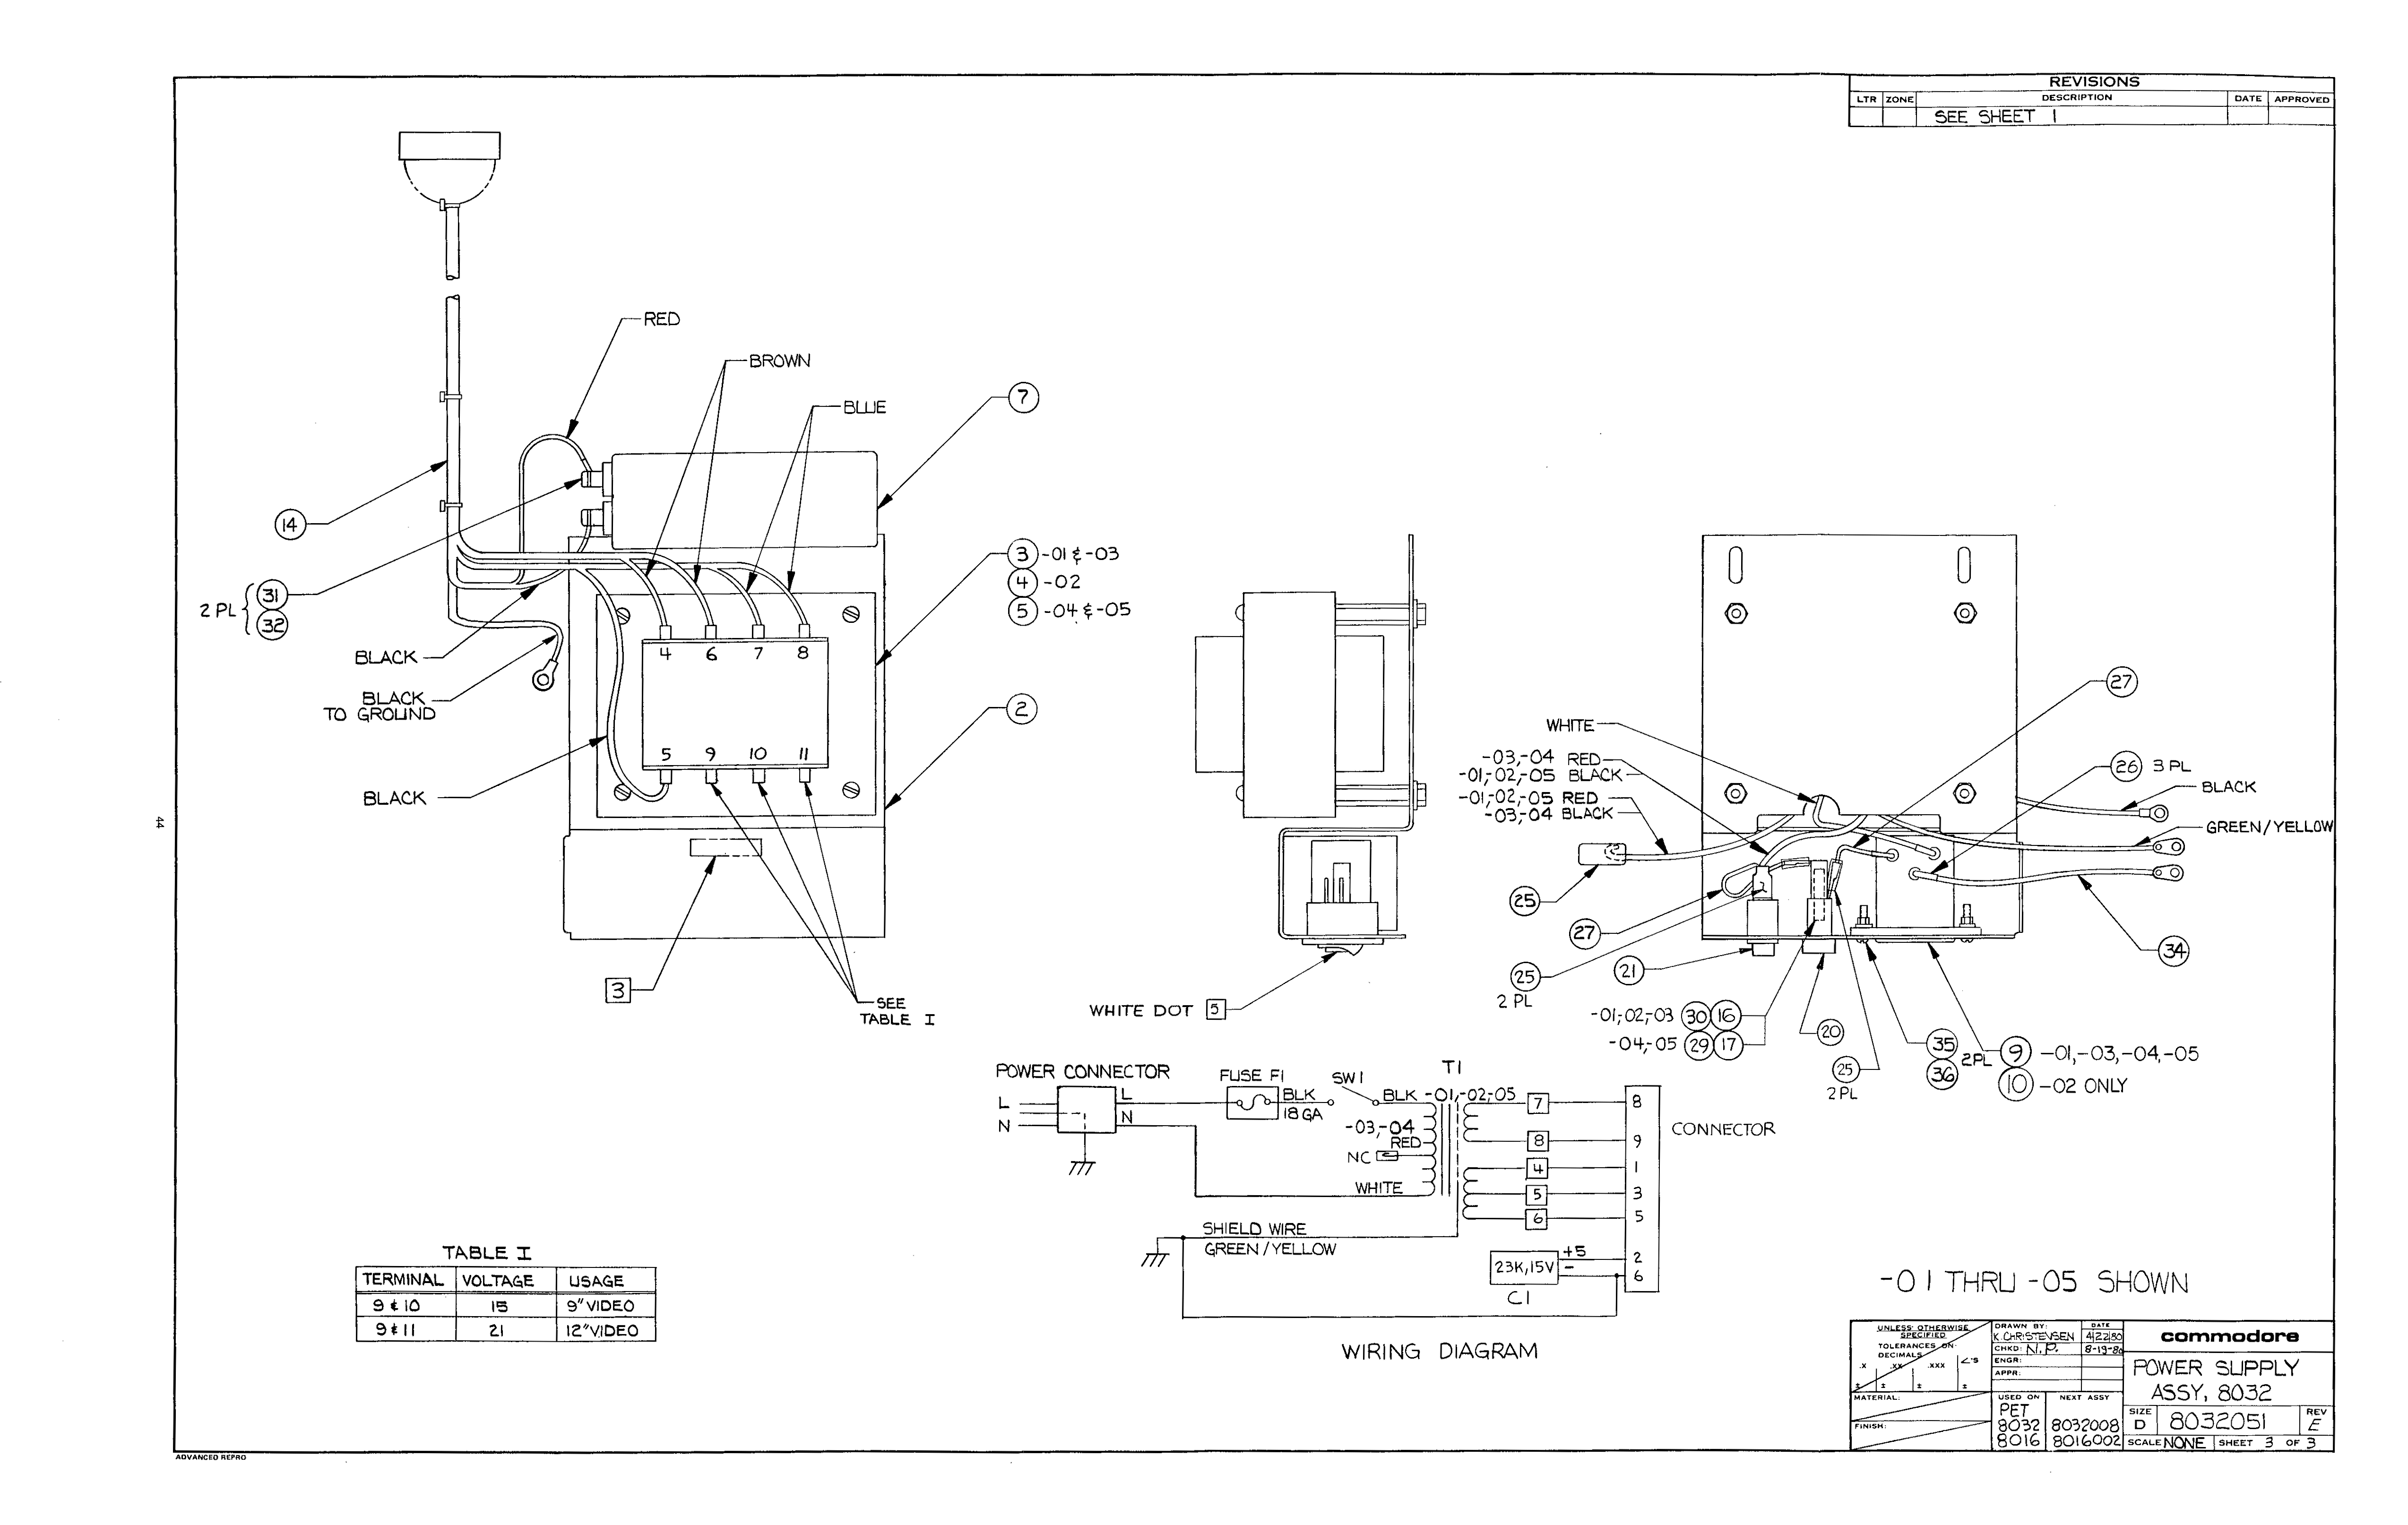 REVISIONS
LTR ZONE DESCRIPTION DATE APPROVED
SEE SHEET 1
RED
BROWN
BLUE
7
14
3 -01 & -03
4 -02
5 -04 & -05
2 PL { 31
32
BLACK
BLACK
TO GROUND
4 6 7 8
2
5 9 10 11
BLACK
3
SEE
TABLE I
WHITE DOT 5
27
WHITE
-03,-04 RED
-01,-02,-05 BLACK
-01,-02,-05 RED
-03,-04 BLACK
26 3 PL
BLACK
GREEN/YELLOW
25
27
25
2 PL
21
34
-01,-02,-03 30 16
-04,-05 29 17
20
25
2 PL
35
36
2PL
9 -01,-03,-04,-05
10 -02 ONLY
POWER CONNECTOR
L
N
L
N
FUSE F1
BLK
18 GA
SW1
BLK
T1
-01,-02,-05
-03,-04
RED
NC
WHITE
7 8
8 9
4 1
5 3
6 5
CONNECTOR
SHIELD WIRE
GREEN/YELLOW
23K,15V
+5 2
- 6
C1
WIRING DIAGRAM
TABLE I
TERMINAL VOLTAGE USAGE
9 & 10 15 9" VIDEO
9 & 11 21 12" VIDEO
-01 THRU -05 SHOWN
UNLESS OTHERWISE
SPECIFIED
TOLERANCES ON
DECIMALS
.X .XX .XXX ∠'S
± ± ± ±
MATERIAL:
FINISH:
DRAWN BY: DATE
K. CHRISTENSEN 4/22/80
CHKD: N.P. 8-19-80
ENGR:
APPR:
USED ON NEXT ASSY
PET
8032 8032008
8016 8016002
commodore
POWER SUPPLY
ASSY, 8032
SIZE D 8032051 REV E
SCALE NONE SHEET 3 OF 3
44
ADVANCED REPRO